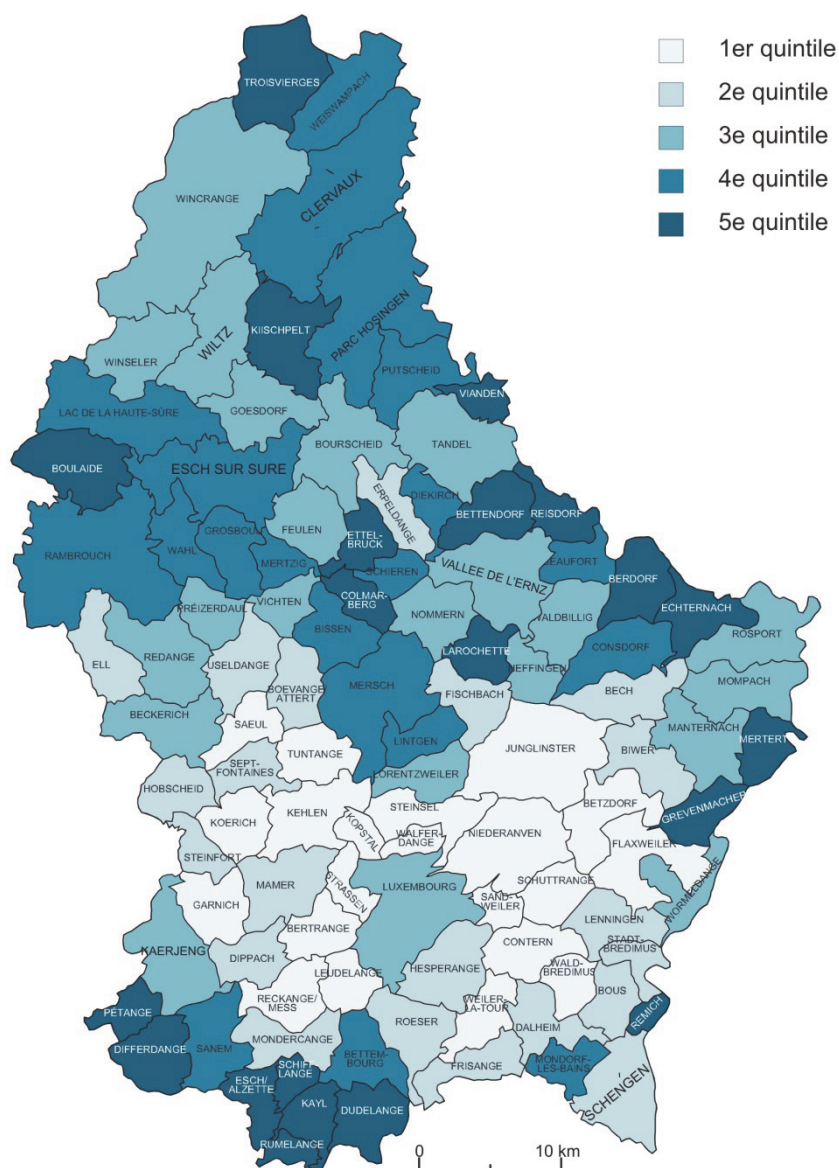 1er quintile
2e quintile
3e quintile
4e quintile
5e quintile
TROISVIERGES
WEISWAMPACH
WINCRANGE
CLERVAUX
KIISCHPELT
PARC HOSINGEN
WILTZ
WINSELER
PUTSCHEID
VIANDEN
LAC DE LA HAUTE-SÛRE
GOESDORF
BOURSCHEID
TANDEL
BOULAIDE
ESCH SUR SURE
ERPELDANGE
DIEKIRCH
BETTENDORF
REISDORF
RAMBROUCH
WAHL
GROSBOU
FEULEN
ETTEL-
BRUCK
MERTZIG
SCHIEREN
VALLEE DE L'ERNZ
BEAUFORT
BERDORF
ECHTERNACH
PRÉIZERDAUL
VICHTEN
COLMAR-
BERG
BISSEN
NOMMERN
WALDBILLIG
ROSPORT
ELL
REDANGE
USELDANGE
LAROCHETTE
HEFFINGEN
CONSDORF
BOEVANGE
ATTERT
MERSCH
FISCHBACH
BECH
MOMPACH
BECKERICH
SAEUL
LINTGEN
JUNGLINSTER
MANTERNACH
MERTERT
TUNTANGE
BIWER
SEPT-
FONTAINES
LORENTZWEILER
HOBSCHEID
KEHLEN
STEINSEL
BETZDORF
GREVENMACHER
KOERICH
KOPSTAL
WALFER-
DANGE
NIEDERANVEN
FLAXWEILER
STEINFORT
MAMER
STRASSEN
LUXEMBOURG
SCHUTTRANGE
WORMELDANGE
GARNICH
SAND-
WEILER
LENNINGEN
BERTRANGE
CONTERN
STADT-
BREDIMUS
KAERJENG
DIPPACH
LEUDELANGE
HESPERANGE
WALD-
BREDIMUS
RECKANGE/
MESS
WEILER-
LA-TOUR
BOUS
REMICH
PÉTANGE
ROESER
DALHEIM
DIFFERDANGE
SANEM
MONDERCANGE
BETTEM-
BOURG
FRISANGE
MONDORF-
LES-BAINS
SCHENGEN
SCHIFF
LANGE
ESCH/
ALZETTE
KAYL
DUDELANGE
RUMELANGE
0 10 km